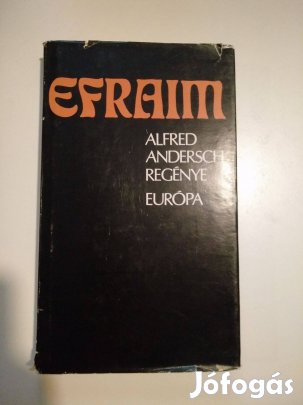 EFRAIM
ALFRED
ANDERSCH
REGÉNYE
EURÓPA
Jófogás